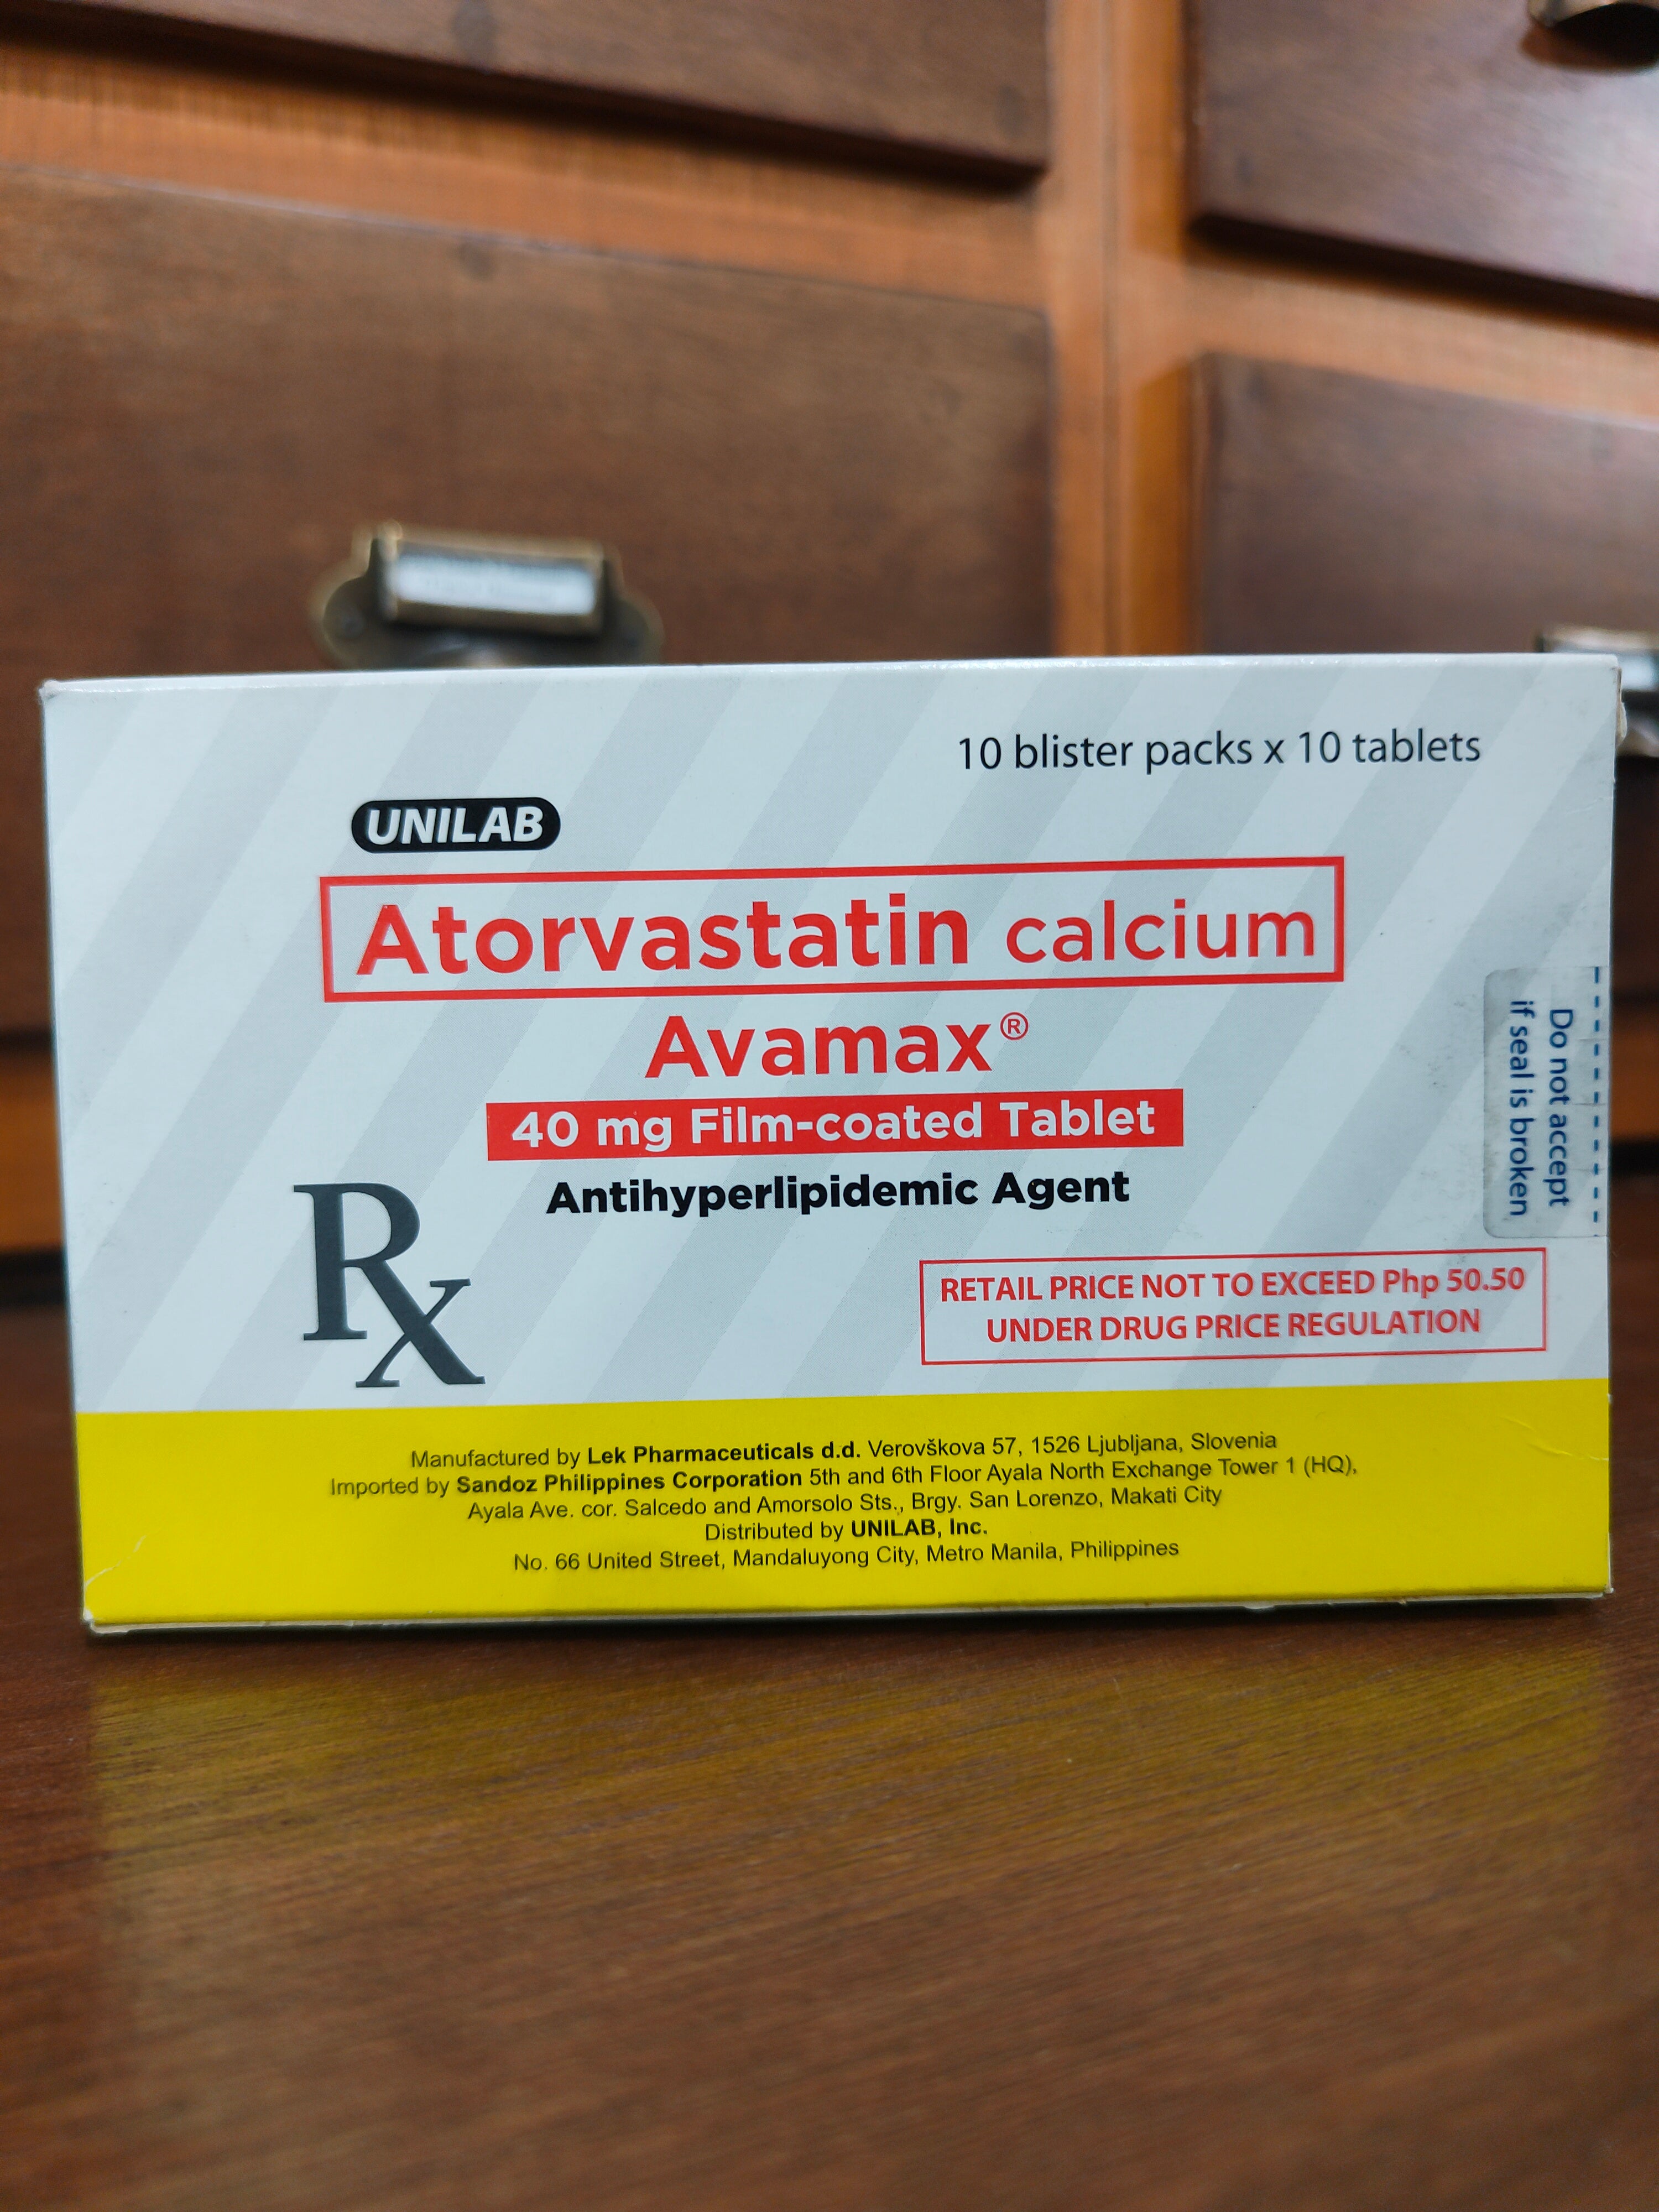 10 blister packs x 10 tablets
UNILAB
Atorvastatin calcium
Avamax®
40 mg Film-coated Tablet
Antihyperlipidemic Agent
Rx
Do not accept
if seal is broken
RETAIL PRICE NOT TO EXCEED Php 50.50
UNDER DRUG PRICE REGULATION
Manufactured by Lek Pharmaceuticals d.d. Verovškova 57, 1526 Ljubljana, Slovenia
Imported by Sandoz Philippines Corporation 5th and 6th Floor Ayala North Exchange Tower 1 (HQ),
Ayala Ave. cor. Salcedo and Amorsolo Sts., Brgy. San Lorenzo, Makati City
Distributed by UNILAB, Inc.
No. 66 United Street, Mandaluyong City, Metro Manila, Philippines